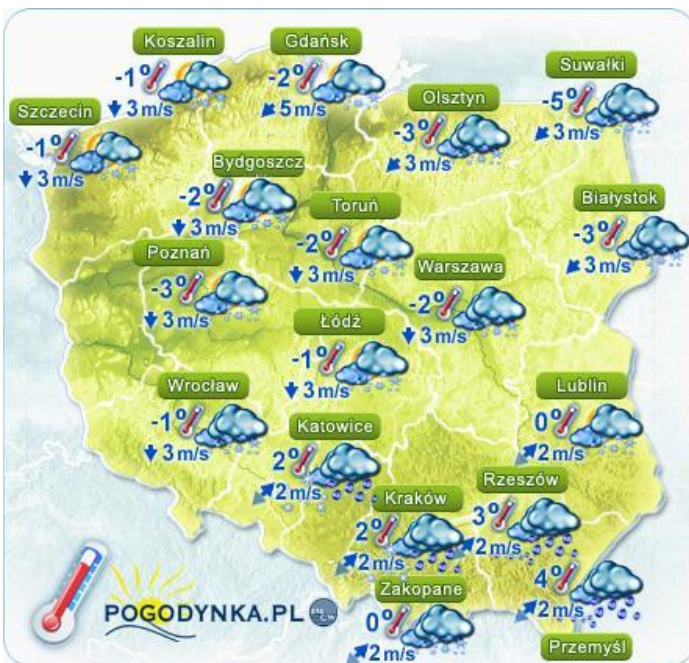 Koszalin
-1°
3 m/s
Gdańsk
-2°
5 m/s
Suwałki
-5°
3 m/s
Szczecin
-1°
3 m/s
Olsztyn
-3°
3 m/s
Bydgoszcz
-2°
3 m/s
Toruń
-2°
3 m/s
Białystok
-3°
3 m/s
Poznań
-3°
3 m/s
Warszawa
-2°
3 m/s
Łódź
-1°
3 m/s
Wrocław
-1°
3 m/s
Katowice
2°
2 m/s
Lublin
0°
2 m/s
Kraków
2°
2 m/s
Rzeszów
3°
2 m/s
Zakopane
0°
2 m/s
4°
2 m/s
Przemyśl
POGODYNKA.PL